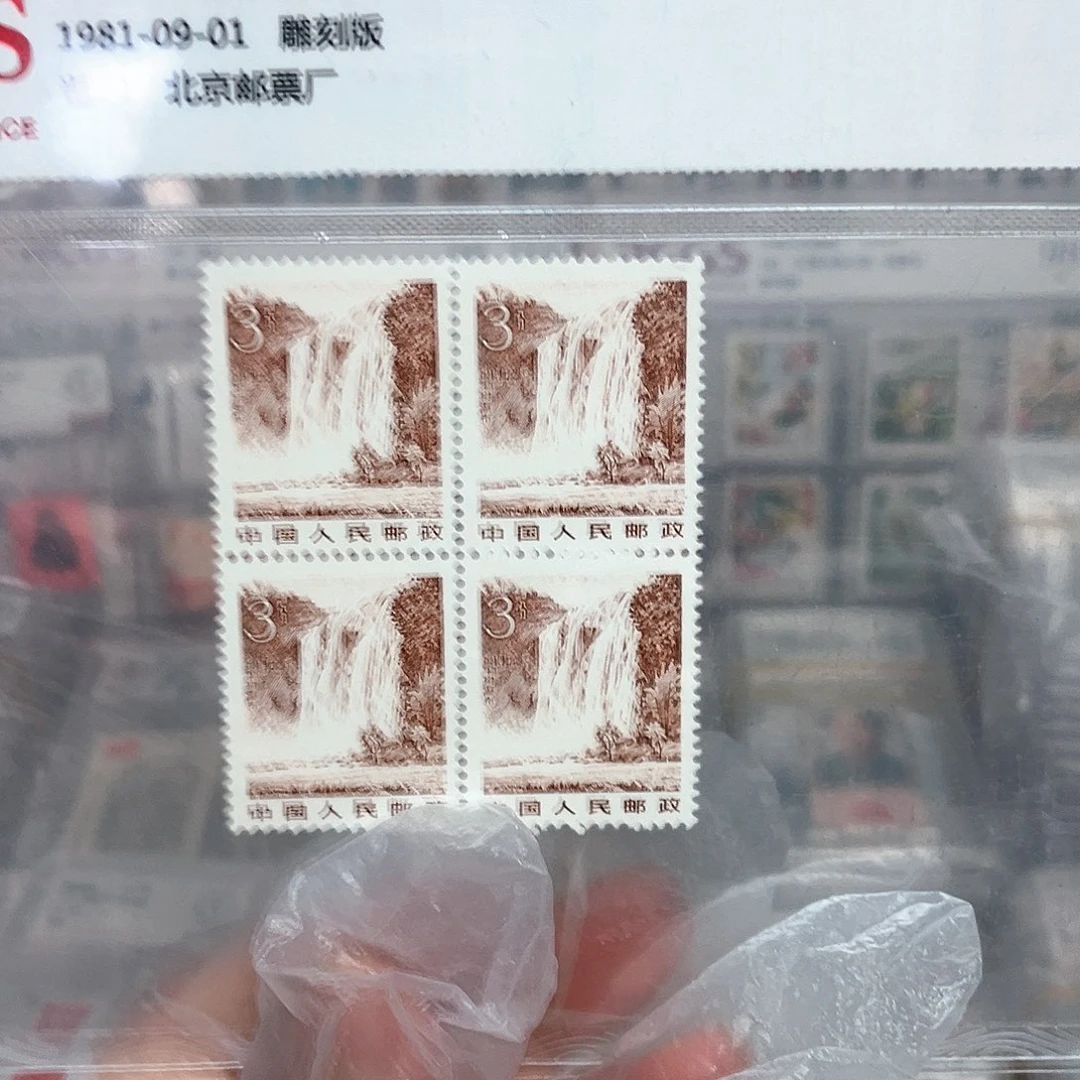 S
1981-09-01 雕刻版
北京邮票厂
CE
3分 3分
中国人民邮政 中国人民邮政
3分 3分
中国人民邮政 国人民邮政